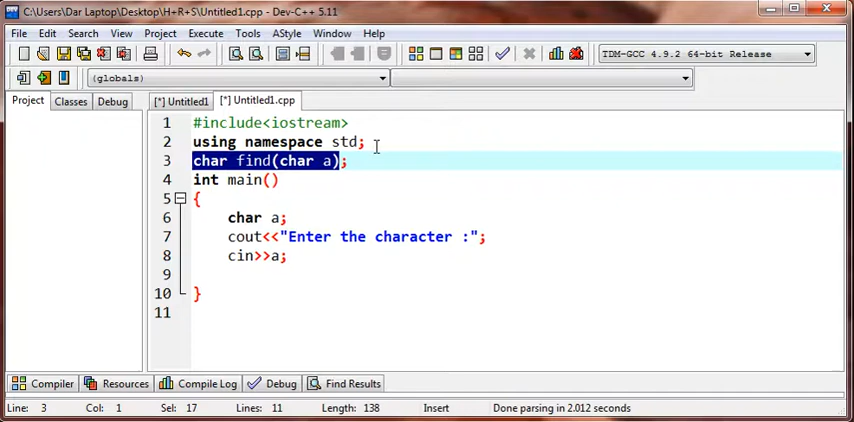 C:\Users\Dar Laptop\Desktop\H+R+S\Untitled1.cpp - Dev-C++ 5.11
File Edit Search View Project Execute Tools AStyle Window Help
TDM-GCC 4.9.2 64-bit Release
(globals)
Project Classes Debug [*] Untitled1 [*] Untitled1.cpp
1 #include<iostream>
2 using namespace std;
3 char find(char a);
4 int main()
5 {
6 char a;
7 cout<<"Enter the character :";
8 cin>>a;
9
10 }
11
Compiler Resources Compile Log Debug Find Results
Line: 3 Col: 1 Sel: 17 Lines: 11 Length: 138 Insert Done parsing in 2.012 seconds